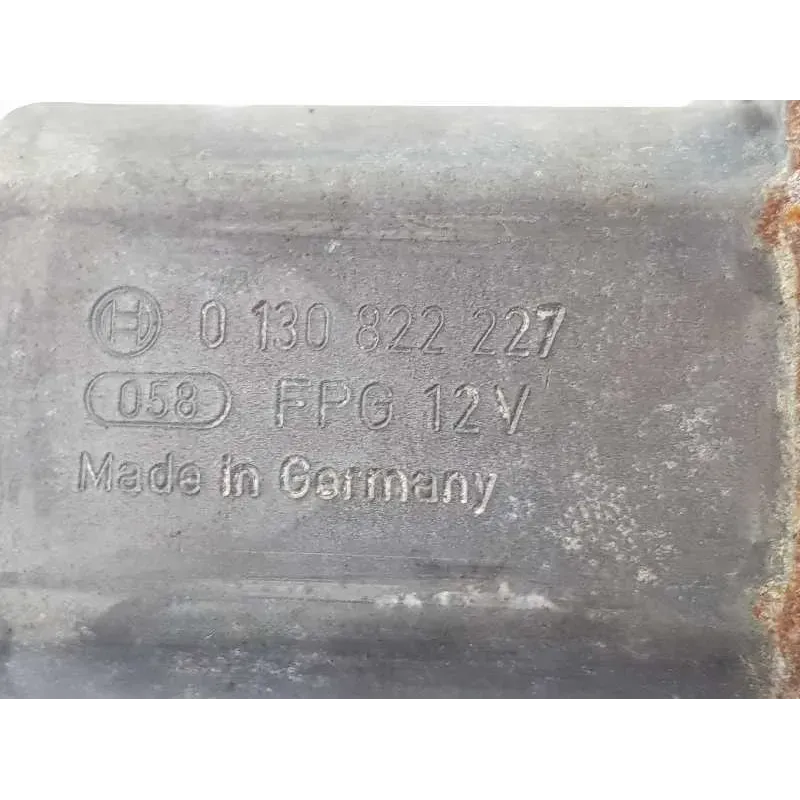 0 130 822 227
058 FPG 12V
Made in Germany